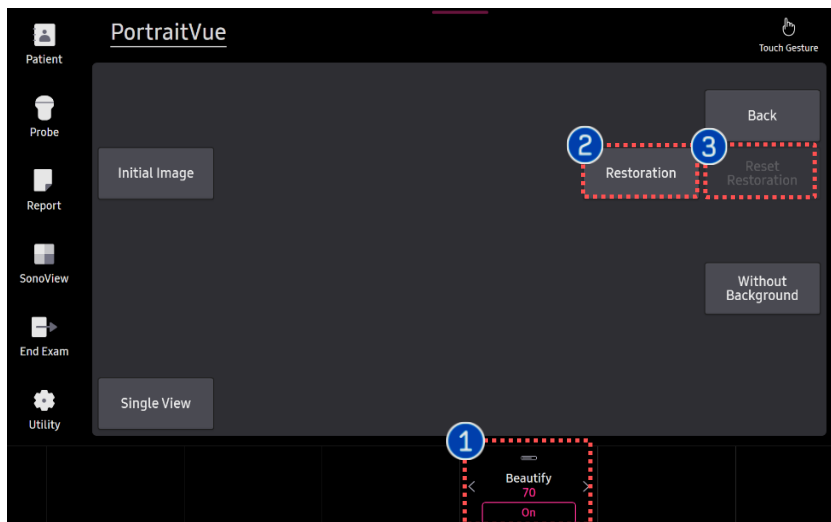 Patient
PortraitVue
Touch Gesture
Probe
Back
2
3
Initial Image
Restoration
Reset
Restoration
Report
SonoView
Without
Background
End Exam
Single View
Utility
1
Beautify
70
On